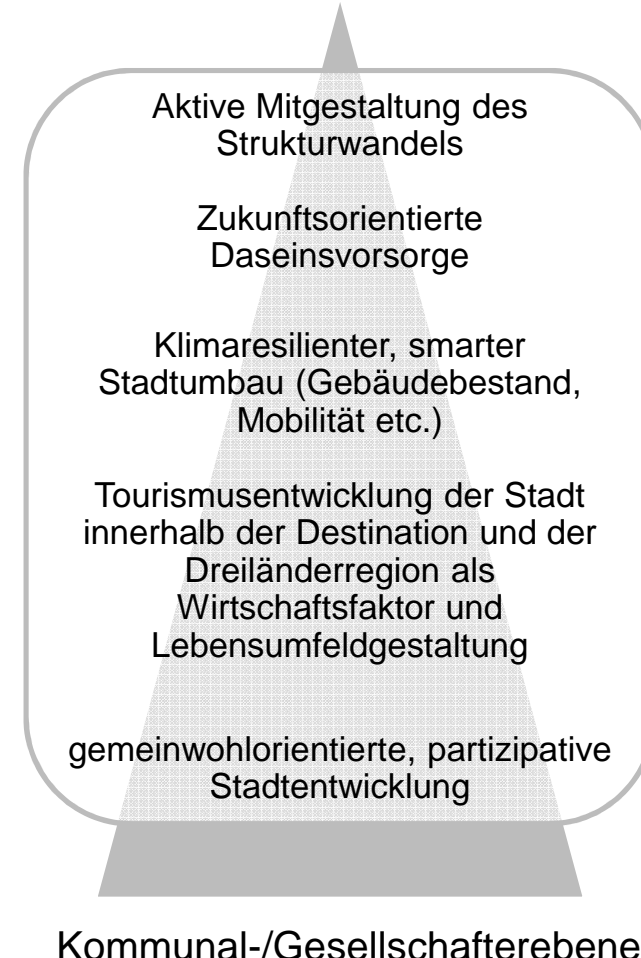 Aktive Mitgestaltung des
Strukturwandels
Zukunftsorientierte
Daseinsvorsorge
Klimaresilienter, smarter
Stadtumbau (Gebäudebestand,
Mobilität etc.)
Tourismusentwicklung der Stadt
innerhalb der Destination und der
Dreiländerregion als
Wirtschaftsfaktor und
Lebensumfeldgestaltung
gemeinwohlorientierte, partizipative
Stadtentwicklung
Kommunal-/Gesellschafterebene